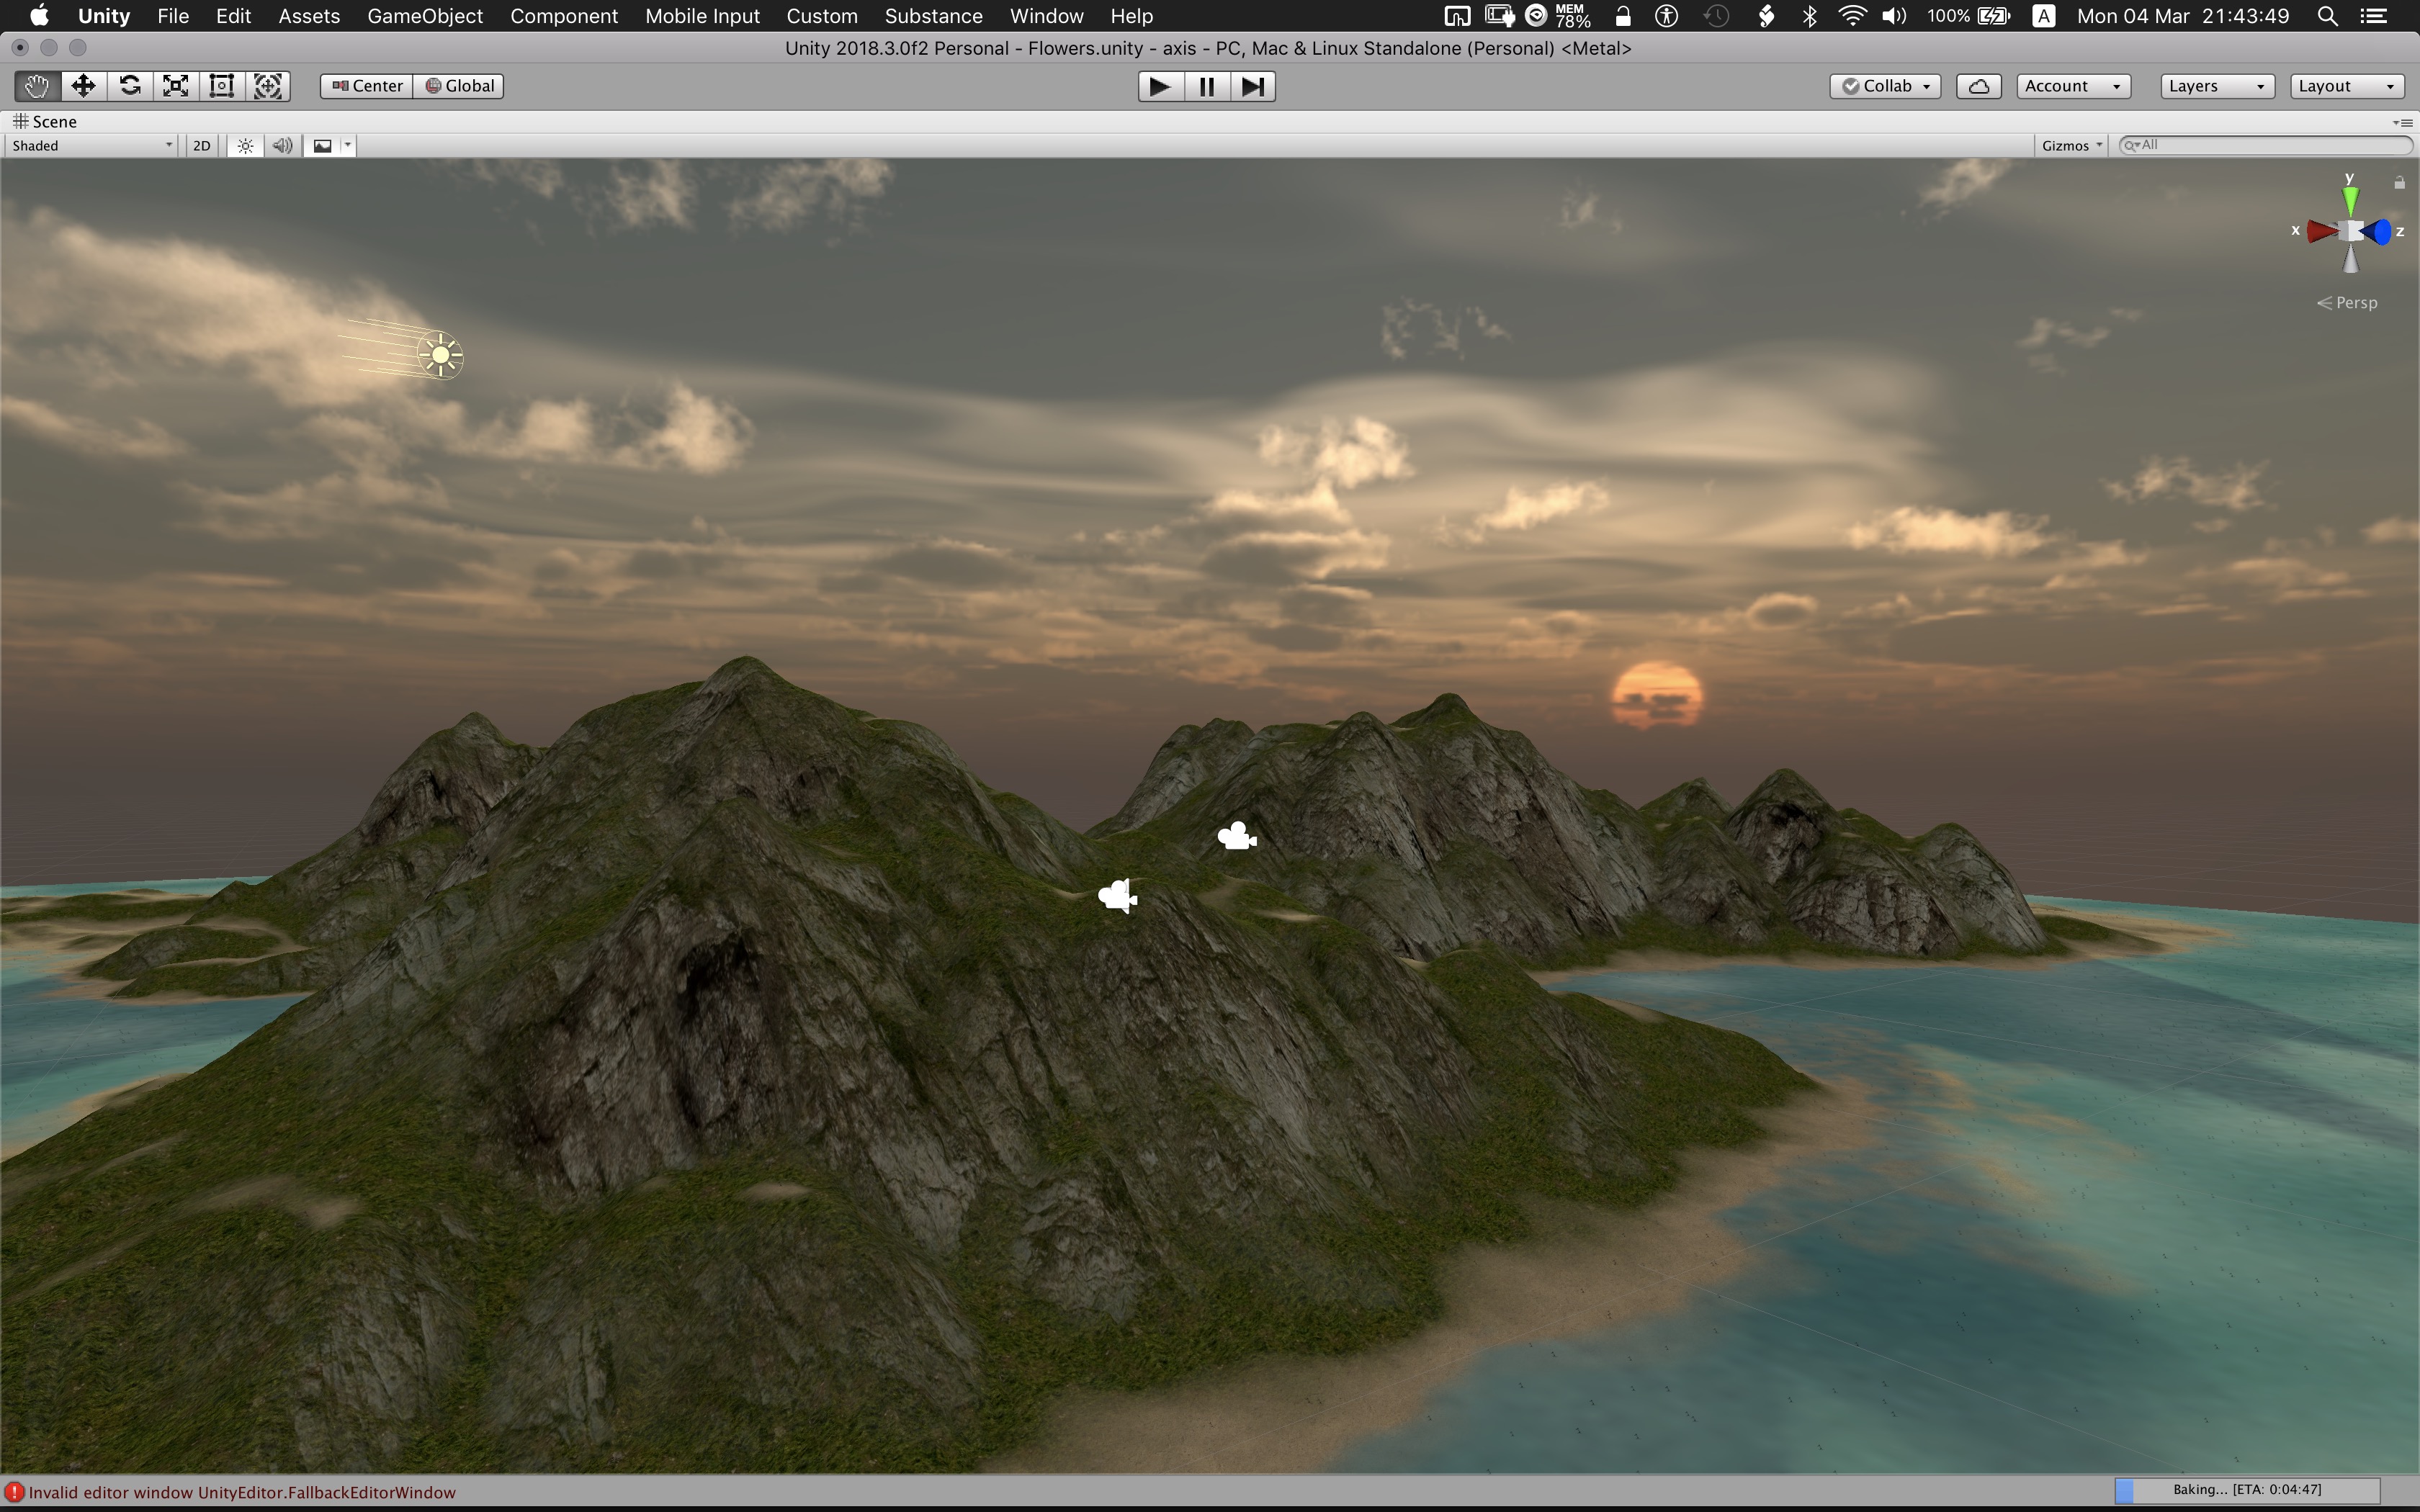 Unity File Edit Assets GameObject Component Mobile Input Custom Substance Window Help MEM 78% 100% A Mon 04 Mar 21:43:49
Unity 2018.3.0f2 Personal - Flowers.unity - axis - PC, Mac & Linux Standalone (Personal) <Metal>
Center Global Collab Account Layers Layout
Scene
Shaded 2D Gizmos All
y
x z
Persp
Invalid editor window UnityEditor.FallbackEditorWindow Baking... [ETA: 0:04:47]